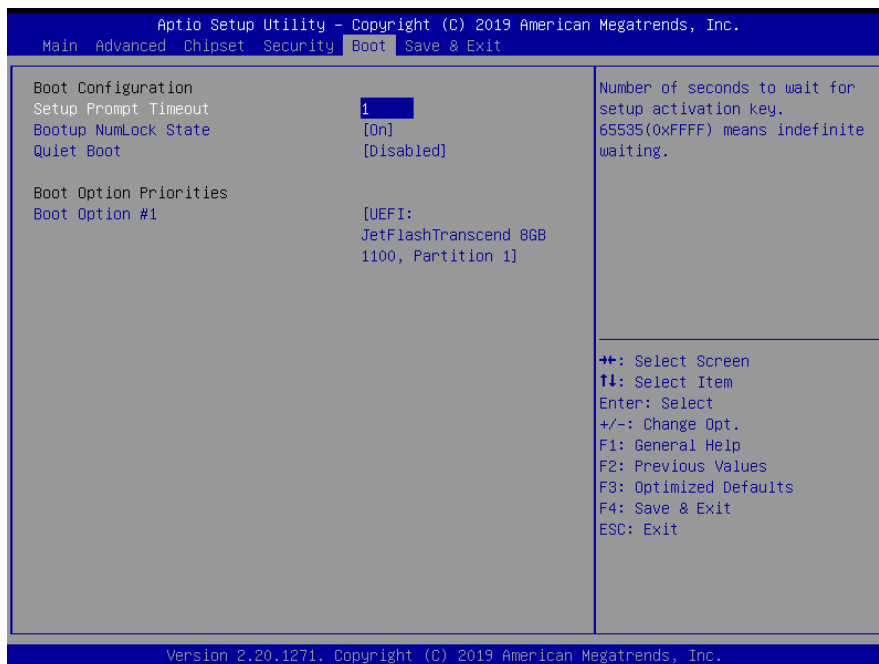 Aptio Setup Utility – Copyright (C) 2019 American Megatrends, Inc.
Main Advanced Chipset Security Boot Save & Exit
Boot Configuration
Setup Prompt Timeout 1
Bootup NumLock State [On]
Quiet Boot [Disabled]
Boot Option Priorities
Boot Option #1 [UEFI:
JetFlashTranscend 8GB
1100, Partition 1]
Number of seconds to wait for
setup activation key.
65535(0xFFFF) means indefinite
waiting.
→←: Select Screen
↑↓: Select Item
Enter: Select
+/-: Change Opt.
F1: General Help
F2: Previous Values
F3: Optimized Defaults
F4: Save & Exit
ESC: Exit
Version 2.20.1271. Copyright (C) 2019 American Megatrends, Inc.